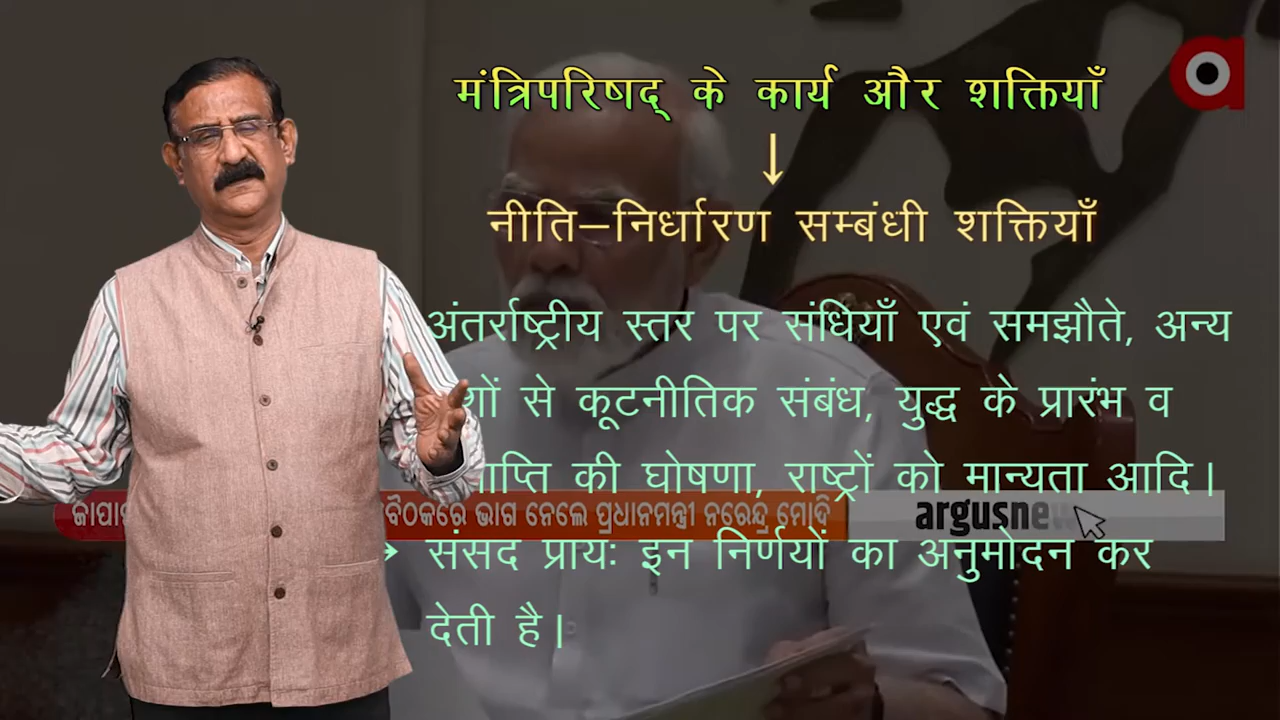 मंत्रिपरिषद् के कार्य और शक्तियाँ
↓
नीति–निर्धारण सम्बंधी शक्तियाँ
अंतर्राष्ट्रीय स्तर पर संधियाँ एवं समझौते, अन्य
से कूटनीतिक संबंध, युद्ध के प्रारंभ व
की घोषणा, राष्ट्रों को मान्यता आदि।
ବୈଠକରେ ଭାଗ ନେଲେ ପ୍ରଧାନମନ୍ତ୍ରୀ ନରେନ୍ଦ୍ର ମୋଦି argusnews
संसद प्रायः इन निर्णयों का अनुमोदन कर
देती है।